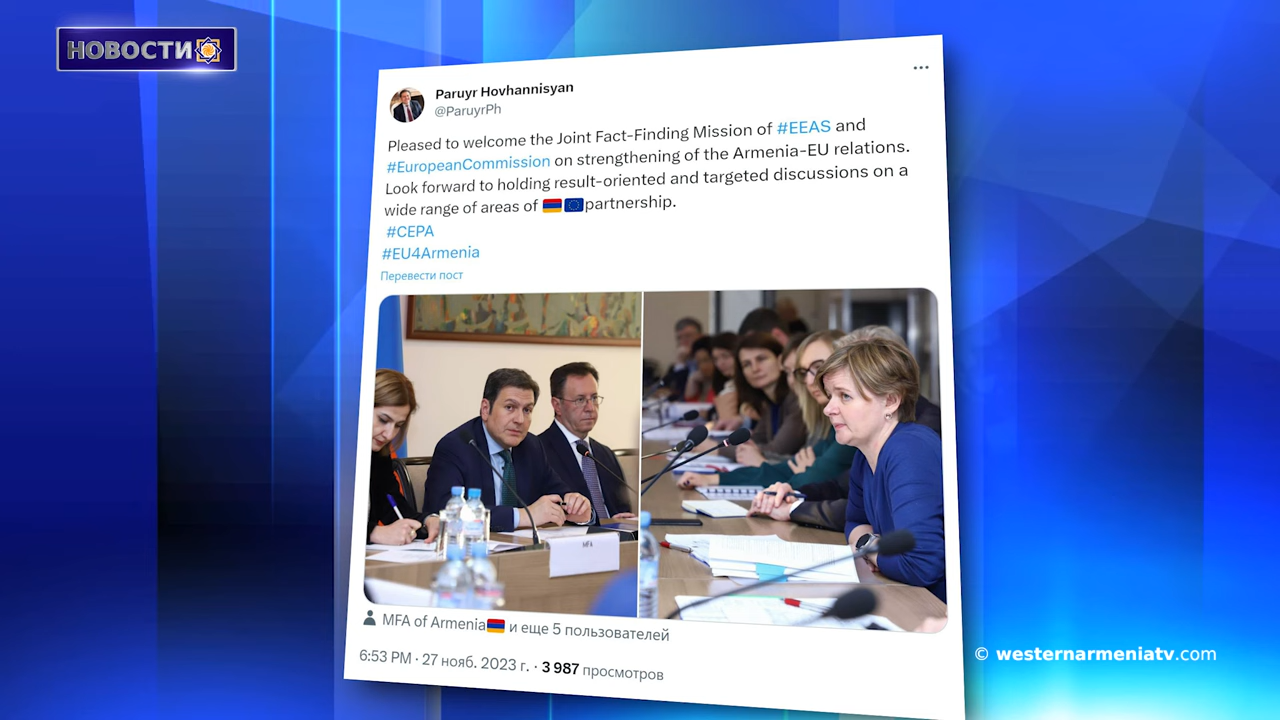 НОВОСТИ
Paruyr Hovhannisyan
@ParuyrPh
Pleased to welcome the Joint Fact-Finding Mission of #EEAS and
#EuropeanCommission on strengthening of the Armenia-EU relations.
Look forward to holding result-oriented and targeted discussions on a
wide range of areas of 🇦🇲🇪🇺partnership.
#CEPA
#EU4Armenia
Перевести пост
MFA
MFA of Armenia🇦🇲 и еще 5 пользователей
6:53 PM · 27 нояб. 2023 г. · 3 987 просмотров
© westernarmeniatv.com